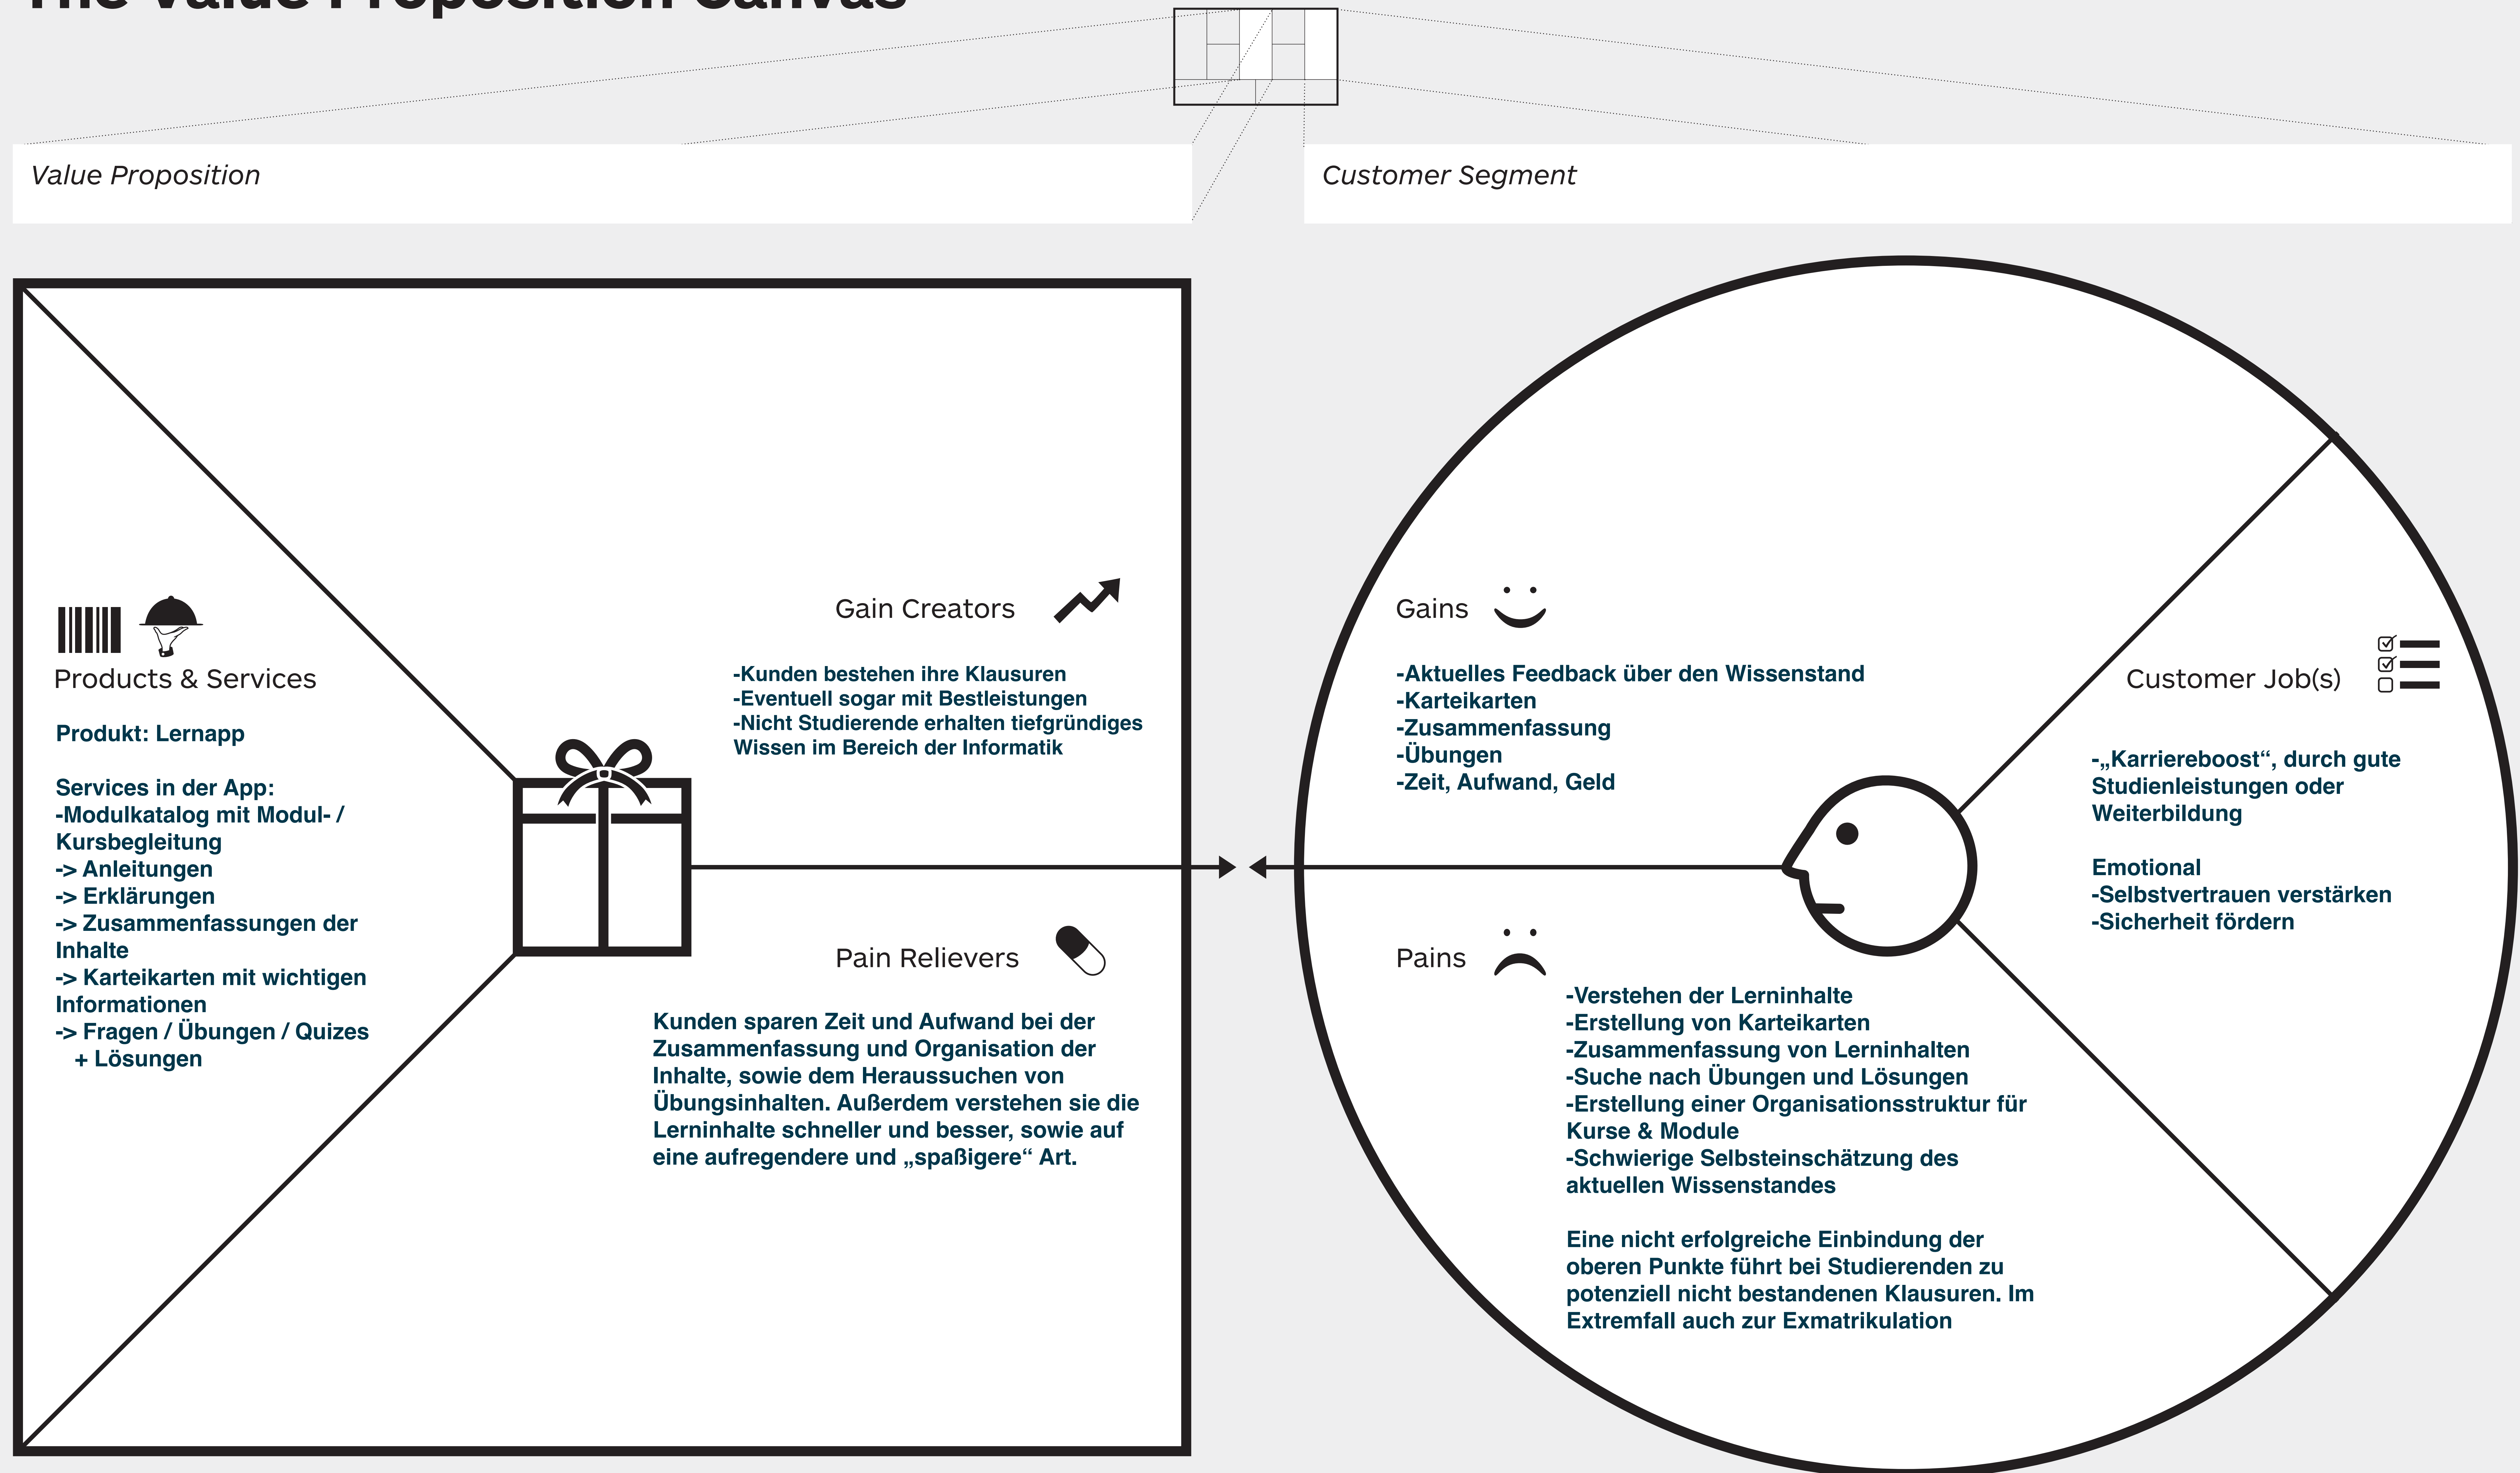 The Value Proposition Canvas
Value Proposition
Customer Segment
Products & Services
Produkt: Lernapp
Services in der App:
-Modulkatalog mit Modul- /
Kursbegleitung
-> Anleitungen
-> Erklärungen
-> Zusammenfassungen der
Inhalte
-> Karteikarten mit wichtigen
Informationen
-> Fragen / Übungen / Quizes
+ Lösungen
Gain Creators
-Kunden bestehen ihre Klausuren
-Eventuell sogar mit Bestleistungen
-Nicht Studierende erhalten tiefgründiges
Wissen im Bereich der Informatik
Pain Relievers
Kunden sparen Zeit und Aufwand bei der
Zusammenfassung und Organisation der
Inhalte, sowie dem Heraussuchen von
Übungsinhalten. Außerdem verstehen sie die
Lerninhalte schneller und besser, sowie auf
eine aufregendere und „spaßigere“ Art.
Gains
-Aktuelles Feedback über den Wissenstand
-Karteikarten
-Zusammenfassung
-Übungen
-Zeit, Aufwand, Geld
Pains
-Verstehen der Lerninhalte
-Erstellung von Karteikarten
-Zusammenfassung von Lerninhalten
-Suche nach Übungen und Lösungen
-Erstellung einer Organisationsstruktur für
Kurse & Module
-Schwierige Selbsteinschätzung des
aktuellen Wissenstandes
Eine nicht erfolgreiche Einbindung der
oberen Punkte führt bei Studierenden zu
potenziell nicht bestandenen Klausuren. Im
Extremfall auch zur Exmatrikulation
Customer Job(s)
-„Karriereboost“, durch gute
Studienleistungen oder
Weiterbildung
Emotional
-Selbstvertrauen verstärken
-Sicherheit fördern